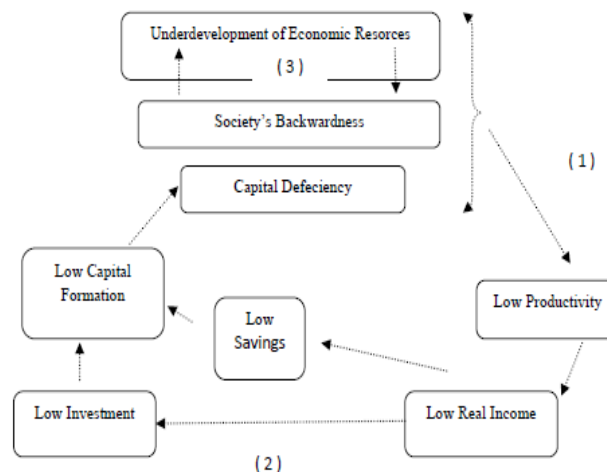 Underdevelopment of Economic Resorces
( 3 )
Society's Backwardness
Capital Defeciency
( 1 )
Low Capital
Formation
Low Productivity
Low
Savings
Low Investment
Low Real Income
( 2 )